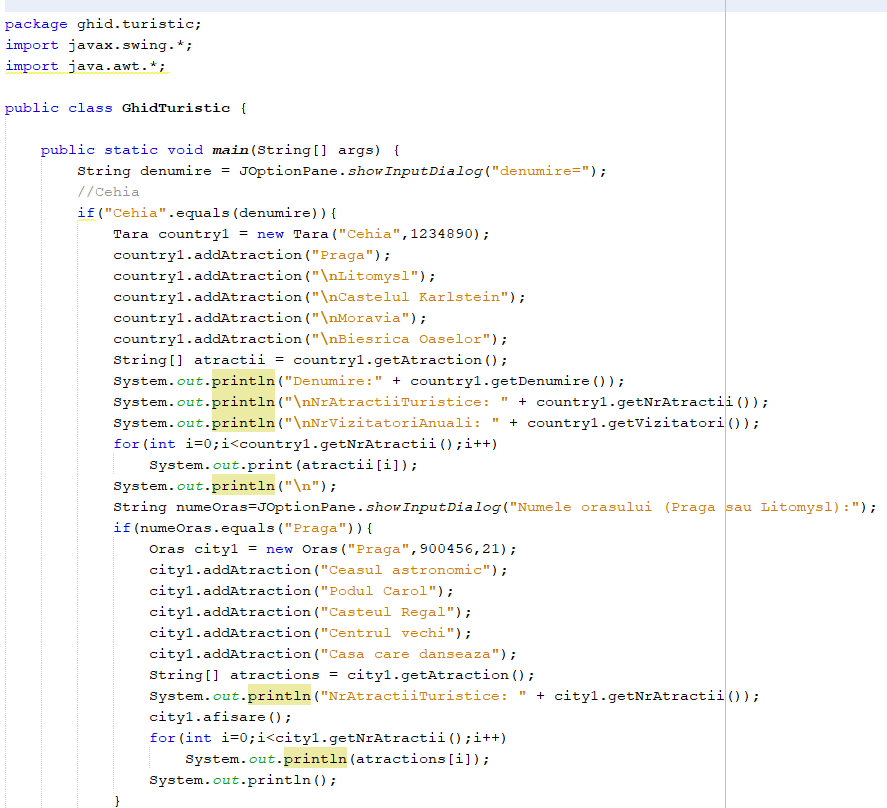 package ghid.turistic;
import javax.swing.*;
import java.awt.*;
public class GhidTuristic {
public static void main(String[] args) {
String denumire = JOptionPane.showInputDialog("denumire=");
//Cehia
if("Cehia".equals(denumire)){
Tara country1 = new Tara("Cehia",1234890);
country1.addAtraction("Praga");
country1.addAtraction("\nLitomysl");
country1.addAtraction("\nCastelul Karlstein");
country1.addAtraction("\nMoravia");
country1.addAtraction("\nBiesrica Oaselor");
String[] atractii = country1.getAtraction();
System.out.println("Denumire:" + country1.getDenumire());
System.out.println("\nNrAtractiiTuristice: " + country1.getNrAtractii());
System.out.println("\nNrVizitatoriAnuali: " + country1.getVizitatori());
for(int i=0;i<country1.getNrAtractii();i++)
System.out.print(atractii[i]);
System.out.println("\n");
String numeOras=JOptionPane.showInputDialog("Numele orasului (Praga sau Litomysl):");
if(numeOras.equals("Praga")){
Oras city1 = new Oras("Praga",900456,21);
city1.addAtraction("Ceasul astronomic");
city1.addAtraction("Podul Carol");
city1.addAtraction("Casteul Regal");
city1.addAtraction("Centrul vechi");
city1.addAtraction("Casa care danseaza");
String[] atractions = city1.getAtraction();
System.out.println("NrAtractiiTuristice: " + city1.getNrAtractii());
city1.afisare();
for(int i=0;i<city1.getNrAtractii();i++)
System.out.println(atractions[i]);
System.out.println();
}